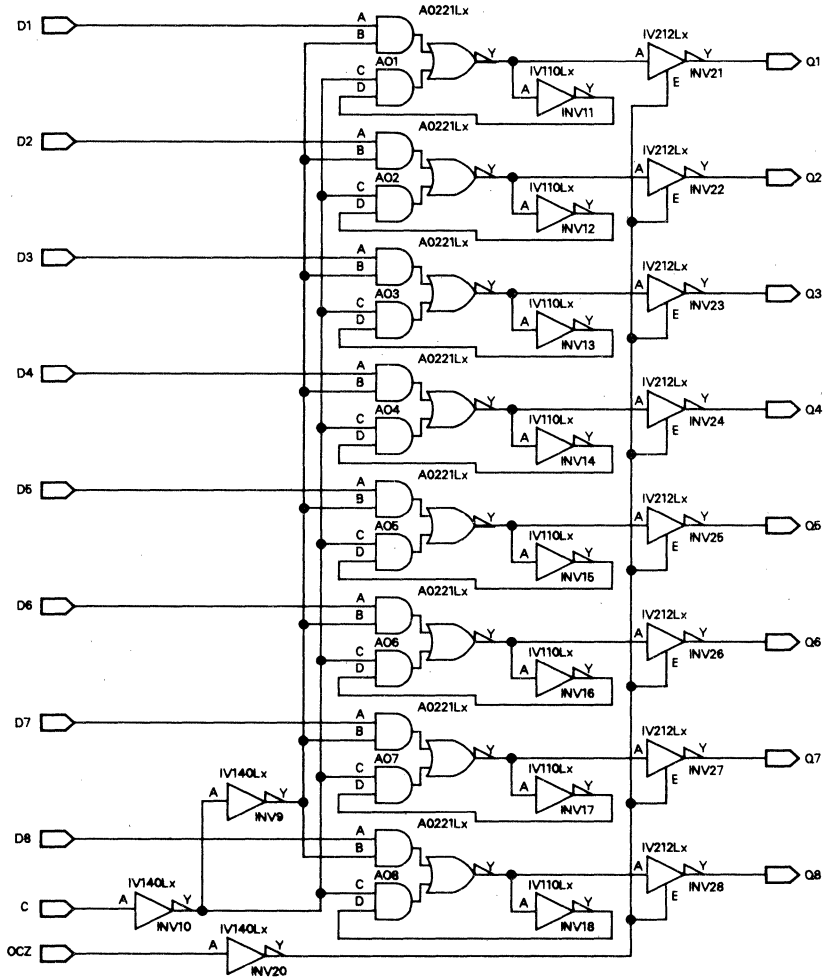 A0221Lx
D1 A Y IV212Lx
B A Y Q1
AO1 IV110Lx INV21
C A Y E
D INV11
A0221Lx
D2 A Y IV212Lx
B A Y Q2
AO2 IV110Lx INV22
C A Y E
D INV12
A0221Lx
D3 A Y IV212Lx
B A Y Q3
AO3 IV110Lx INV23
C A Y E
D INV13
A0221Lx
D4 A Y IV212Lx
B A Y Q4
AO4 IV110Lx INV24
C A Y E
D INV14
A0221Lx
D5 A Y IV212Lx
B A Y Q5
AO5 IV110Lx INV25
C A Y E
D INV15
A0221Lx
D6 A Y IV212Lx
B A Y Q6
AO6 IV110Lx INV26
C A Y E
D INV16
A0221Lx
D7 A Y IV212Lx
B A Y Q7
AO7 IV110Lx INV27
C A Y E
D INV17
IV140Lx
A Y
INV9
A0221Lx
D8 A Y IV212Lx
B A Y Q8
AO8 IV110Lx INV28
C A Y E
D INV18
IV140Lx
C A Y
INV10
IV140Lx
OCZ A Y
INV20